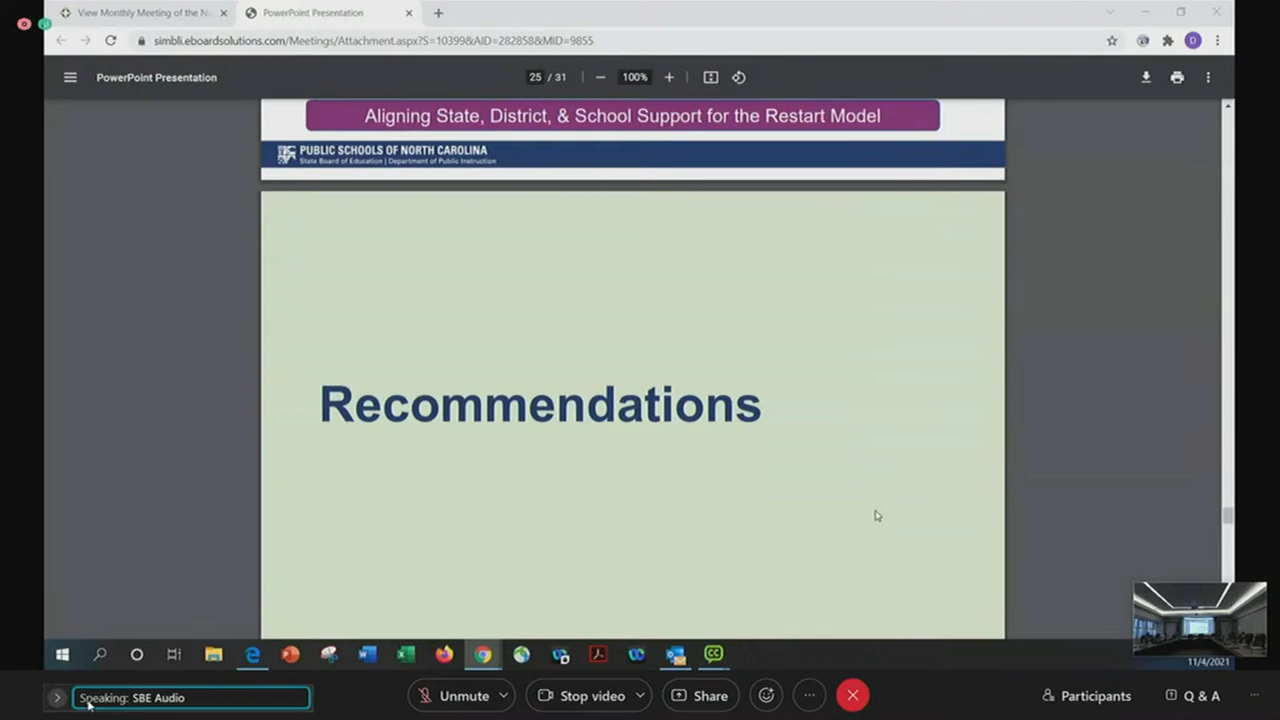 View Monthly Meeting of the N
PowerPoint Presentation
simbli.eboardsolutions.com/Meetings/Attachment.aspx?S=10399&AID=282858&MID=9855
D
PowerPoint Presentation
25 / 31
100%
Aligning State, District, & School Support for the Restart Model
PUBLIC SCHOOLS OF NORTH CAROLINA
State Board of Education | Department of Public Instruction
Recommendations
CC
11/4/2021
Speaking: SBE Audio
Unmute
Stop video
Share
Participants
Q & A